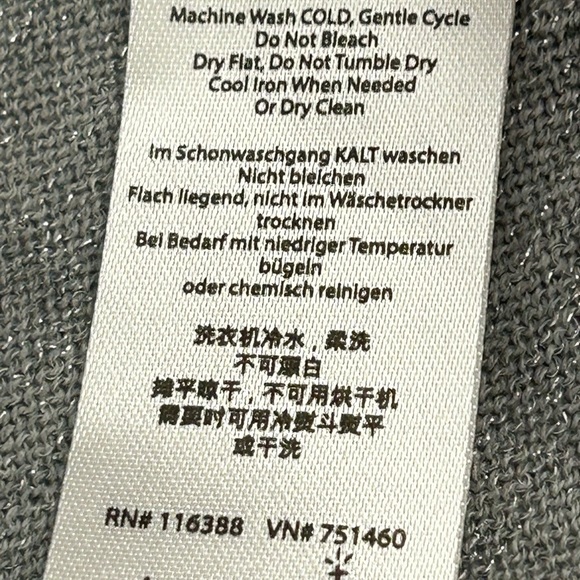 Machine Wash COLD, Gentle Cycle
Do Not Bleach
Dry Flat, Do Not Tumble Dry
Cool Iron When Needed
Or Dry Clean
Im Schonwaschgang KALT waschen
Nicht bleichen
Flach liegend, nicht im Wäschetrockner
trocknen
Bei Bedarf mit niedriger Temperatur
bügeln
oder chemisch reinigen
洗衣机冷水，柔洗
不可漂白
摊平晾干，不可用烘干机
需要时可用冷熨斗熨平
或干洗
RN# 116388 VN# 751460